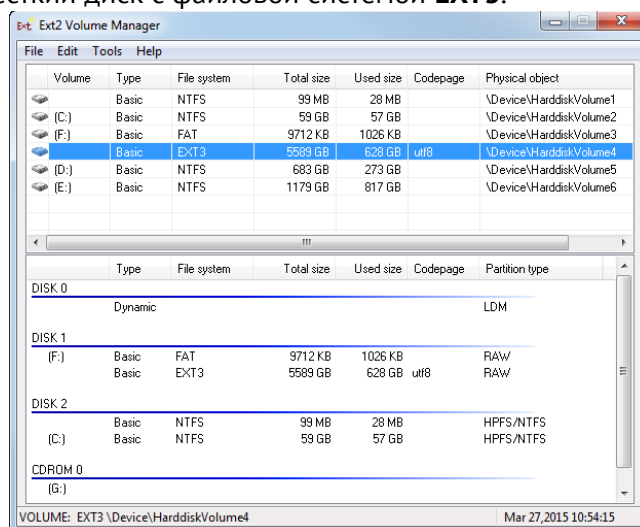 жесткий диск с файловой системой EXT3.
Ext2 Volume Manager
File Edit Tools Help
Volume Type File system Total size Used size Codepage Physical object
Basic NTFS 99 MB 28 MB \Device\HarddiskVolume1
(C:) Basic NTFS 59 GB 57 GB \Device\HarddiskVolume2
(F:) Basic FAT 9712 KB 1026 KB \Device\HarddiskVolume3
Basic EXT3 5589 GB 628 GB utf8 \Device\HarddiskVolume4
(D:) Basic NTFS 683 GB 273 GB \Device\HarddiskVolume5
(E:) Basic NTFS 1179 GB 817 GB \Device\HarddiskVolume6
Type File system Total size Used size Codepage Partition type
DISK 0
Dynamic LDM
DISK 1
(F:) Basic FAT 9712 KB 1026 KB RAW
Basic EXT3 5589 GB 628 GB utf8 RAW
DISK 2
Basic NTFS 99 MB 28 MB HPFS/NTFS
(C:) Basic NTFS 59 GB 57 GB HPFS/NTFS
CDROM 0
(G:)
VOLUME: EXT3 \Device\HarddiskVolume4 Mar 27,2015 10:54:15